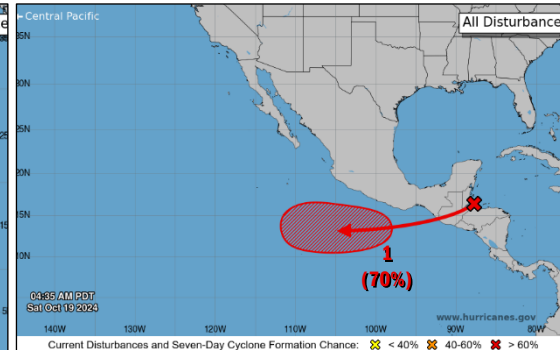 Central Pacific
All Disturbance
35N
30N
25N
20N
15N
10N
1
(70%)
04:35 AM PDT
Sat Oct 19 2024
www.hurricanes.gov
140W
130W
120W
110W
100W
90W
80W
Current Disturbances and Seven-Day Cyclone Formation Chance: < 40% 40-60% > 60%